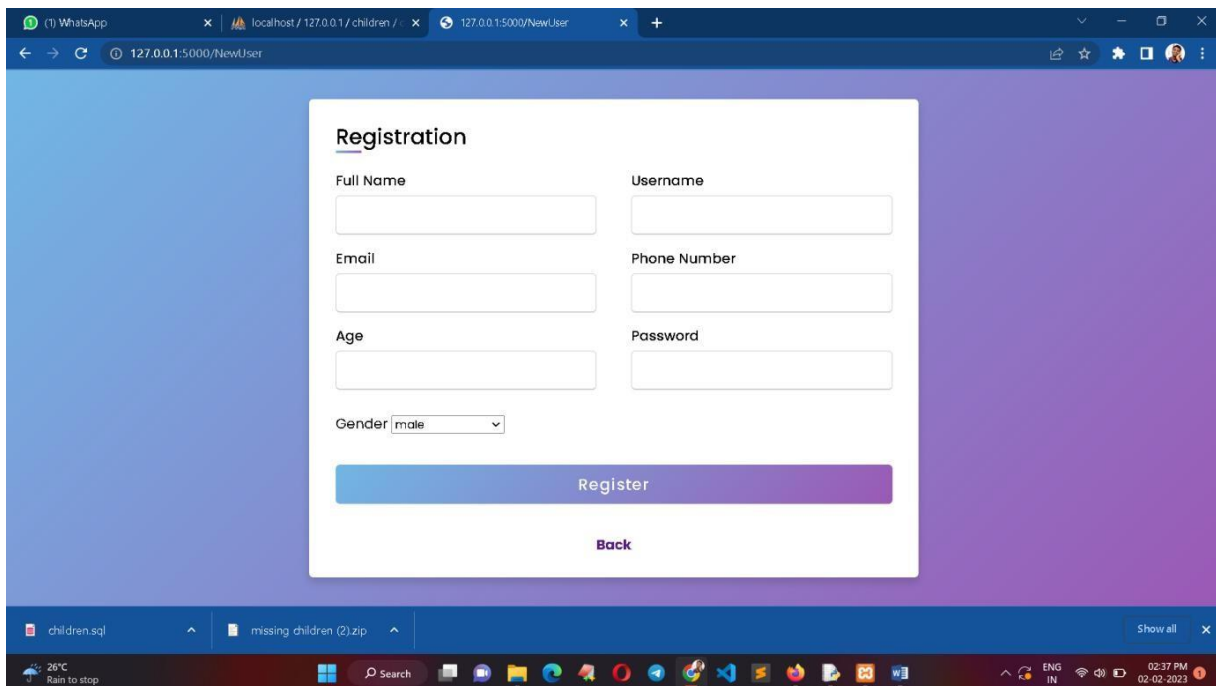 (1) WhatsApp
localhost / 127.0.0.1 / children /
127.0.0.1:5000/NewUser
127.0.0.1:5000/NewUser
Registration
Full Name
Username
Email
Phone Number
Age
Password
Gender male
Register
Back
children.sql
missing children (2).zip
Show all
26°C
Rain to stop
Search
ENG
IN
02:37 PM
02-02-2023
1